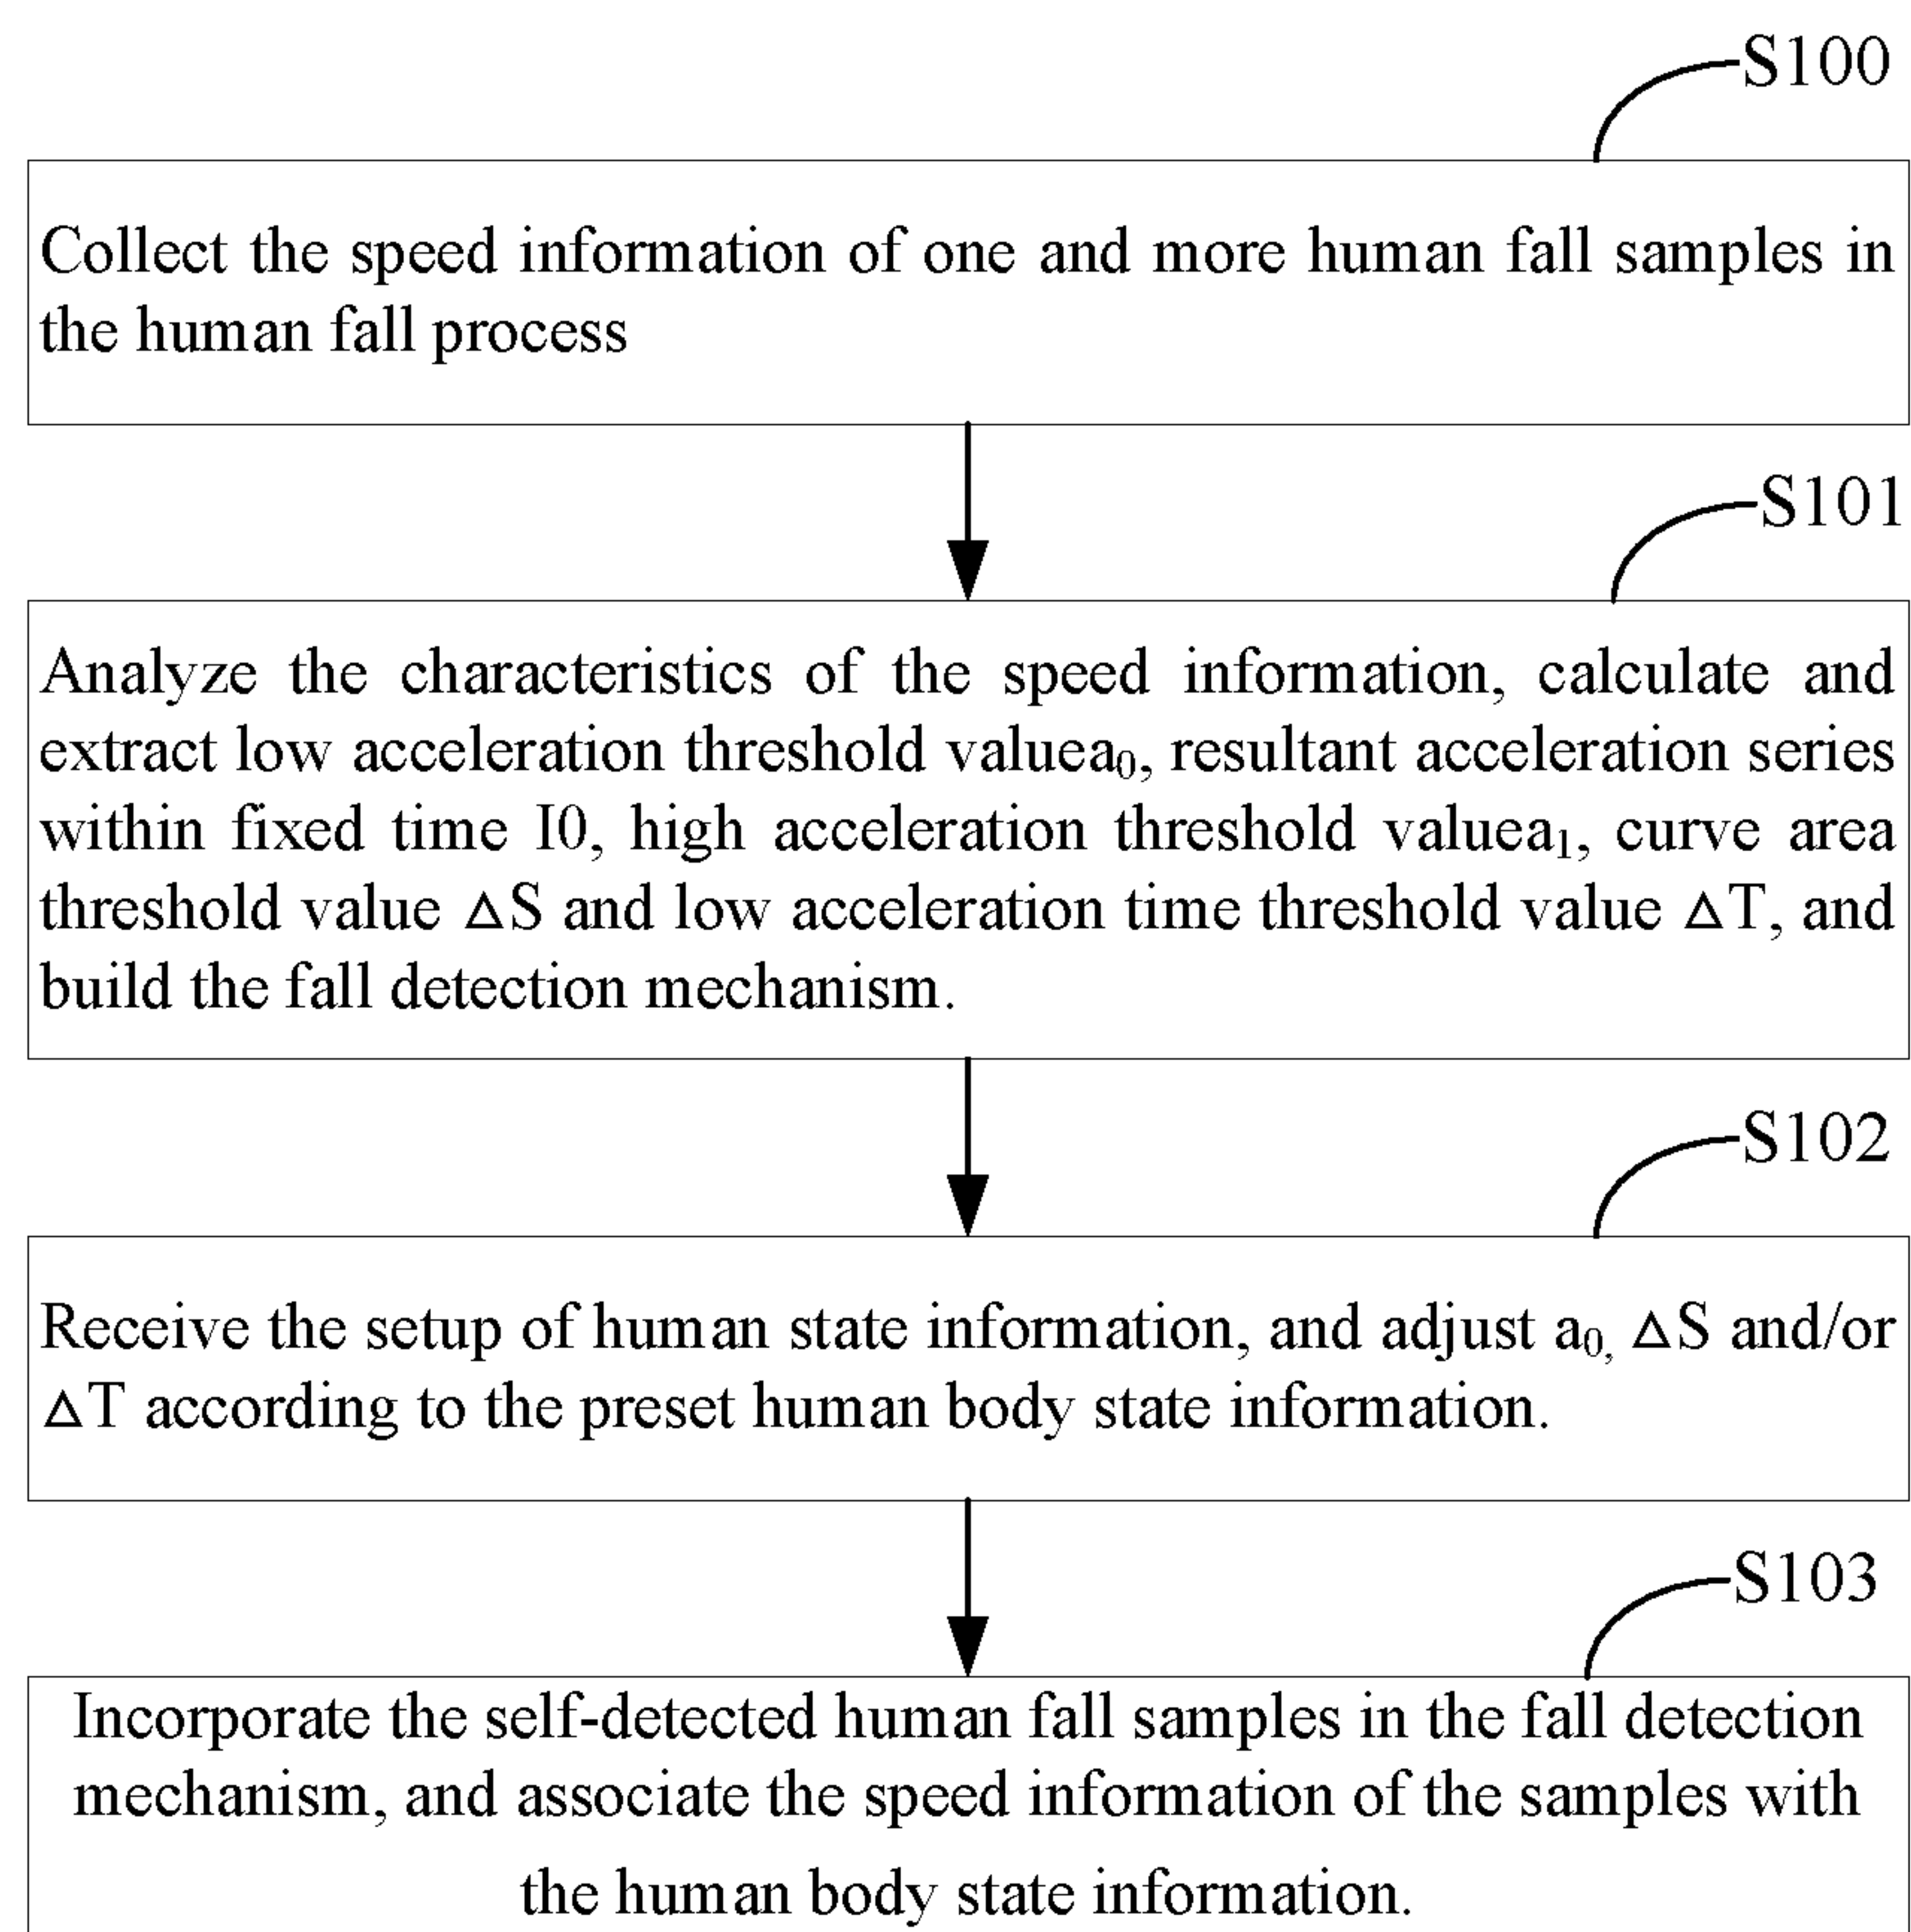 S100
Collect the speed information of one and more human fall samples in
the human fall process
S101
Analyze the characteristics of the speed information, calculate and
extract low acceleration threshold valuea₀, resultant acceleration series
within fixed time I0, high acceleration threshold valuea₁, curve area
threshold value △S and low acceleration time threshold value △T, and
build the fall detection mechanism.
S102
Receive the setup of human state information, and adjust a₀, △S and/or
△T according to the preset human body state information.
S103
Incorporate the self-detected human fall samples in the fall detection
mechanism, and associate the speed information of the samples with
the human body state information.